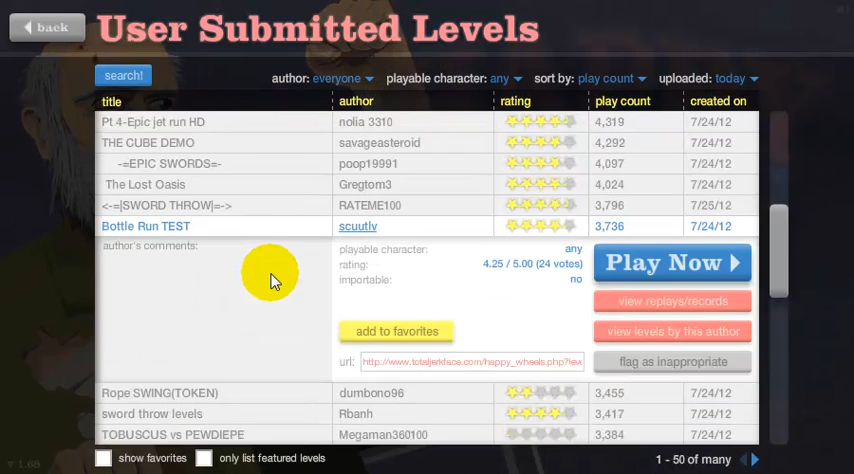 back
User Submitted Levels
search!
author: everyone playable character: any sort by: play count uploaded: today
title author rating play count created on
Pt 4-Epic jet run HD nolia 3310 4,319 7/24/12
THE CUBE DEMO savageasteroid 4,292 7/24/12
-=EPIC SWORDS=- poop19991 4,097 7/24/12
The Lost Oasis Gregtom3 4,024 7/24/12
<-=|SWORD THROW|=-> RATEME100 3,796 7/25/12
Bottle Run TEST scuutlv 3,736 7/24/12
author's comments:
playable character: any
rating: 4.25 / 5.00 (24 votes)
importable: no
Play Now
view replays/records
add to favorites view levels by this author
url: http://www.totaljerkface.com/happy_wheels.php?lev flag as inappropriate
Rope SWING(TOKEN) dumbono96 3,455 7/24/12
sword throw levels Rbanh 3,417 7/24/12
TOBUSCUS vs PEWDIEPE Megaman360100 3,384 7/24/12
show favorites only list featured levels 1 - 50 of many